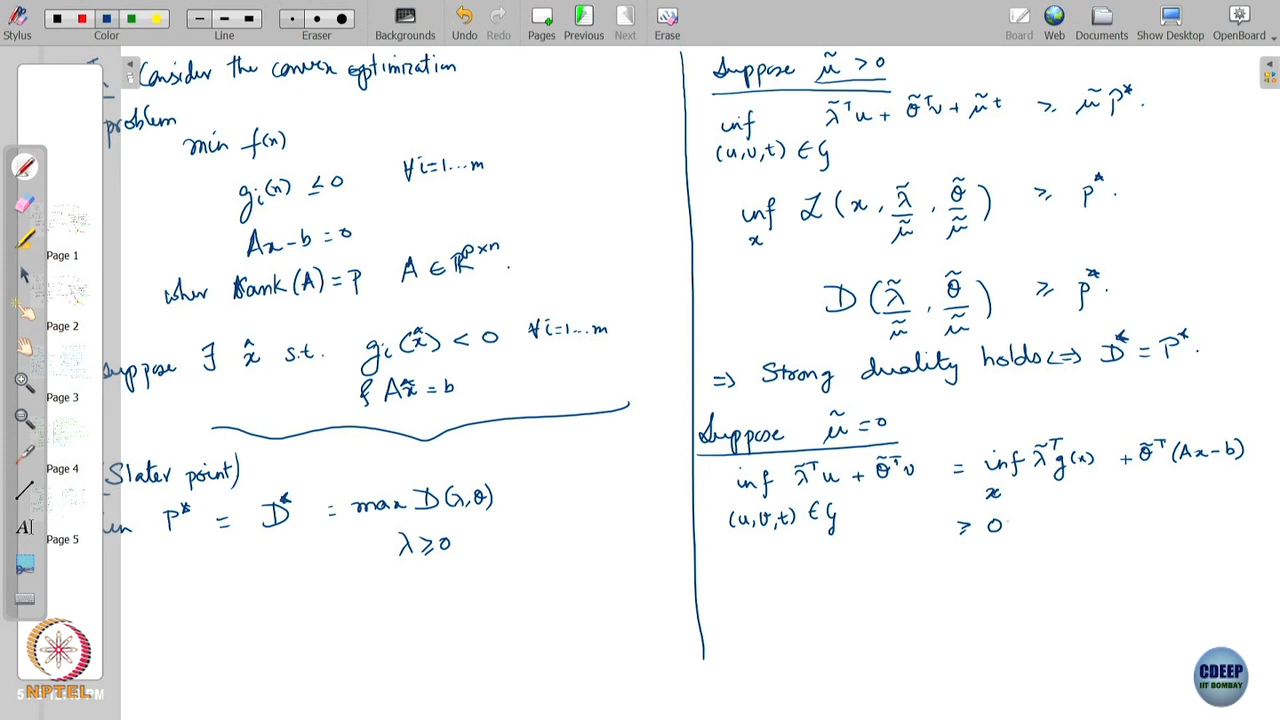 Stylus
Color
Line
Eraser
Backgrounds
Undo
Redo
Pages
Previous
Next
Erase
Board
Web
Documents
Show Desktop
OpenBoard
Page 1
Page 2
Page 3
Page 4
Page 5
Consider the convex optimization
problem
min f(x)
g_i(x) ≤ 0 ∀i=1...m
Ax-b=0
where Rank(A) = p A ∈ ℝ^{p×n}.
suppose ∃ x̂ s.t. g_i(x̂) < 0 ∀i=1...m
& Ax̂ = b
(Slater point)
P* = D* = max D(λ,θ)
λ ≥ 0
Suppose μ̃ > 0
inf λ̃ᵀu + θ̃ᵀv + μ̃t ≥ μ̃P*.
(u,v,t) ∈ G
inf L(x, λ̃/μ̃, θ̃/μ̃) ≥ P*.
x
D(λ̃/μ̃, θ̃/μ̃) ≥ P*.
⇒ Strong duality holds ⇔ D* = P*.
Suppose μ̃ = 0
inf λ̃ᵀu + θ̃ᵀv = inf λ̃ᵀg(x) + θ̃ᵀ(Ax-b)
x
(u,v,t) ∈ G ≥ 0
NPTEL
CDEEP
IIT BOMBAY